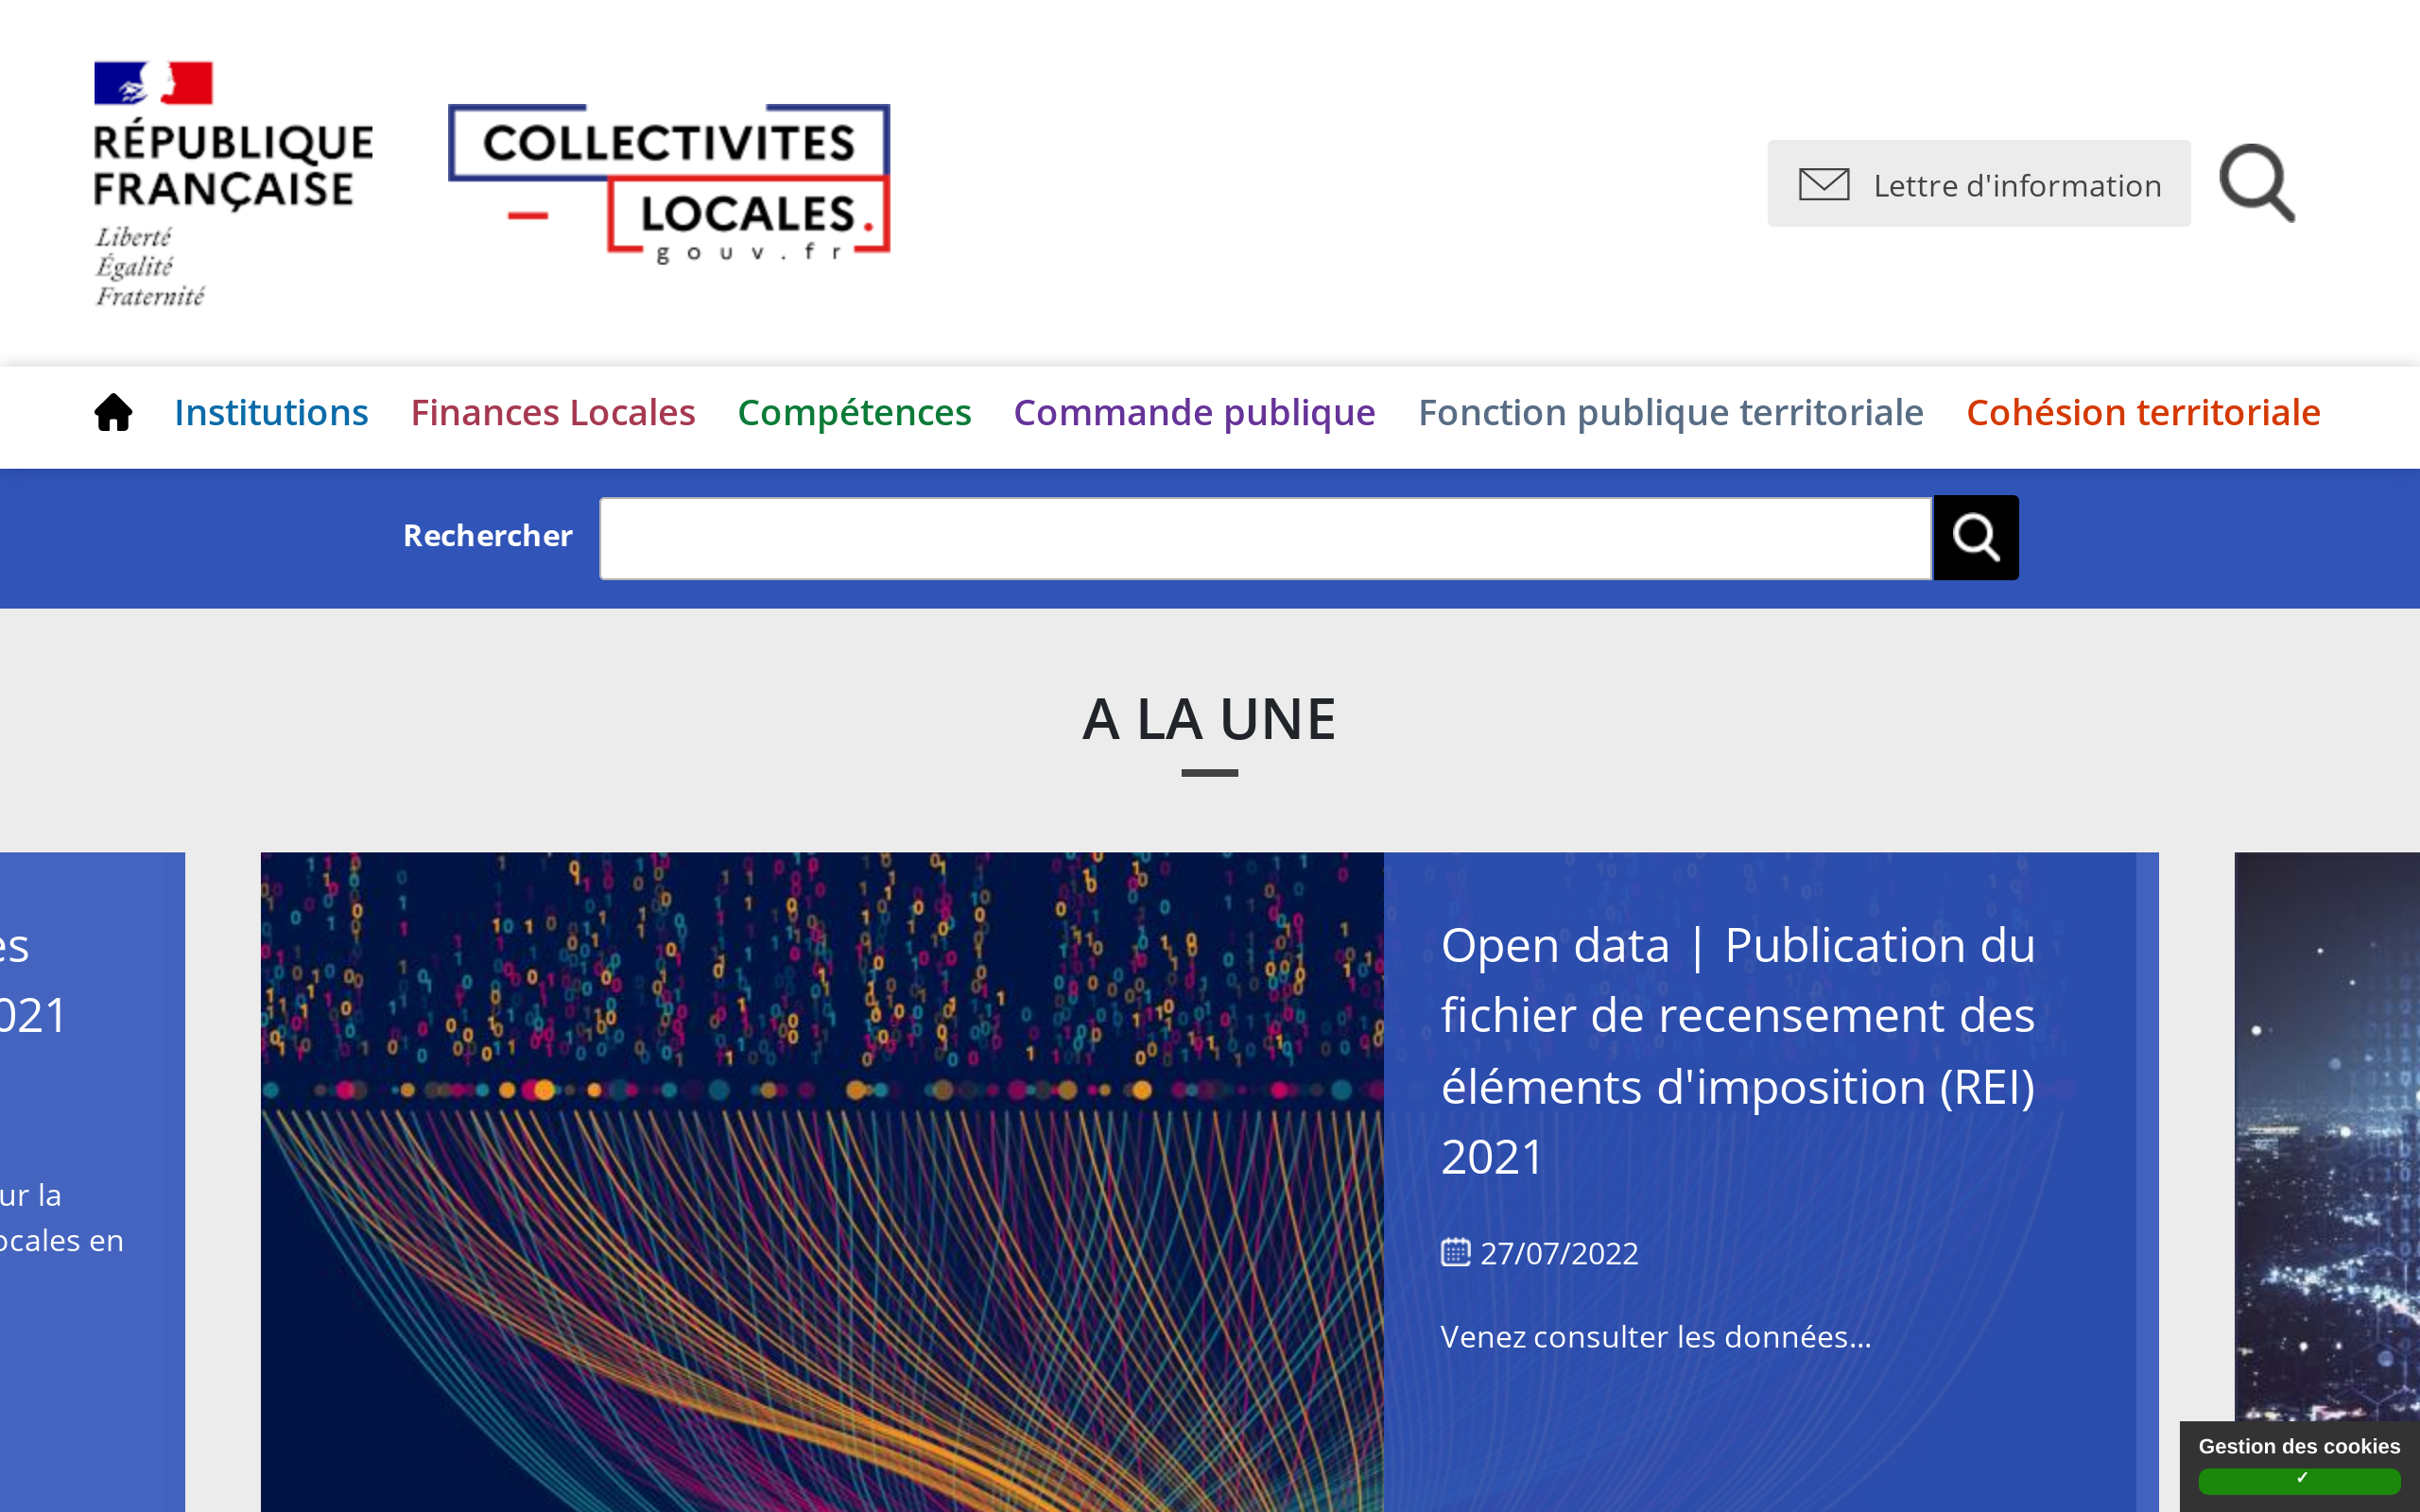 RÉPUBLIQUE
FRANÇAISE
Liberté
Égalité
Fraternité
COLLECTIVITES
LOCALES.
gouv.fr
Lettre d'information
Institutions Finances Locales Compétences Commande publique Fonction publique territoriale Cohésion territoriale
Rechercher
A LA UNE
021
ur la
ocales en
Open data | Publication du
fichier de recensement des
éléments d'imposition (REI)
2021
27/07/2022
Venez consulter les données...
Gestion des cookies
✓